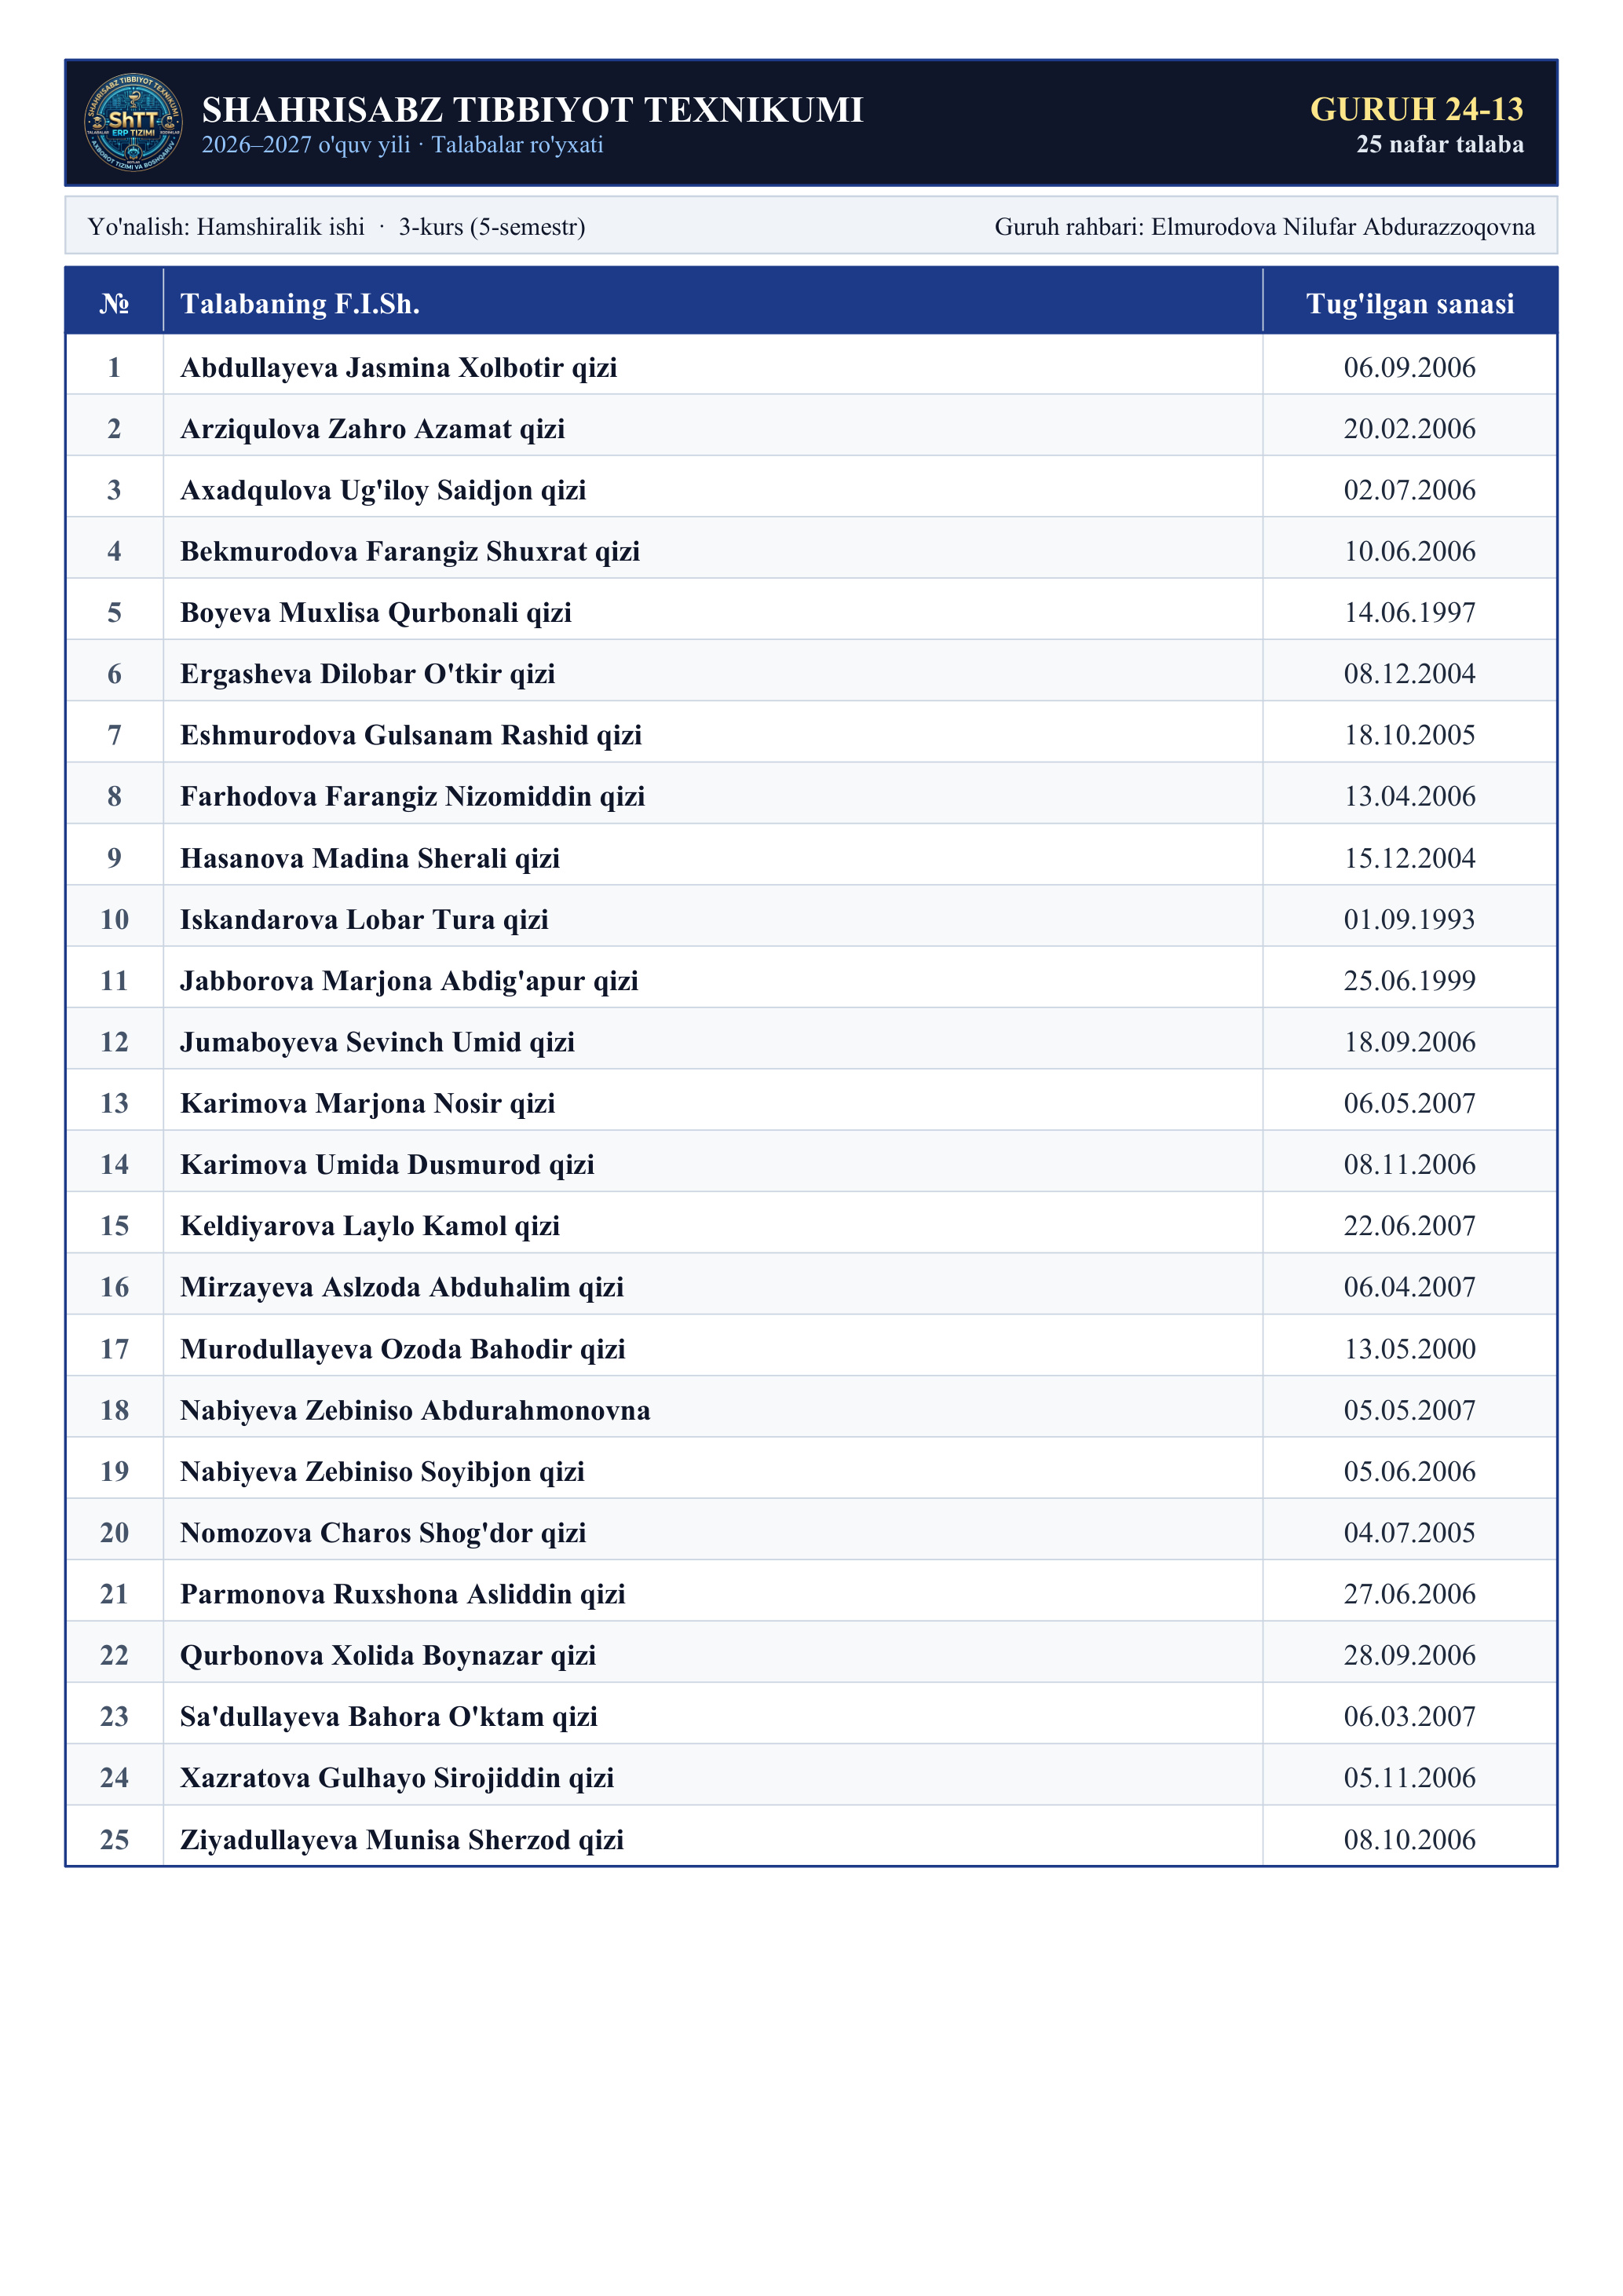 SHAHRISABZ TIBBIYOT TEXNIKUMI
ShTT
ERP TIZIMI
AXBOROT TIZIMI VA BOSHQARUV
SHAHRISABZ TIBBIYOT TEXNIKUMI
2026–2027 o'quv yili · Talabalar ro'yxati
GURUH 24-13
25 nafar talaba
Yo'nalish: Hamshiralik ishi · 3-kurs (5-semestr)
Guruh rahbari: Elmurodova Nilufar Abdurazzoqovna
№ Talabaning F.I.Sh. Tug'ilgan sanasi
1 Abdullayeva Jasmina Xolbotir qizi 06.09.2006
2 Arziqulova Zahro Azamat qizi 20.02.2006
3 Axadqulova Ug'iloy Saidjon qizi 02.07.2006
4 Bekmurodova Farangiz Shuxrat qizi 10.06.2006
5 Boyeva Muxlisa Qurbonali qizi 14.06.1997
6 Ergasheva Dilobar O'tkir qizi 08.12.2004
7 Eshmurodova Gulsanam Rashid qizi 18.10.2005
8 Farhodova Farangiz Nizomiddin qizi 13.04.2006
9 Hasanova Madina Sherali qizi 15.12.2004
10 Iskandarova Lobar Tura qizi 01.09.1993
11 Jabborova Marjona Abdig'apur qizi 25.06.1999
12 Jumaboyeva Sevinch Umid qizi 18.09.2006
13 Karimova Marjona Nosir qizi 06.05.2007
14 Karimova Umida Dusmurod qizi 08.11.2006
15 Keldiyarova Laylo Kamol qizi 22.06.2007
16 Mirzayeva Aslzoda Abduhalim qizi 06.04.2007
17 Murodullayeva Ozoda Bahodir qizi 13.05.2000
18 Nabiyeva Zebiniso Abdurahmonovna 05.05.2007
19 Nabiyeva Zebiniso Soyibjon qizi 05.06.2006
20 Nomozova Charos Shog'dor qizi 04.07.2005
21 Parmonova Ruxshona Asliddin qizi 27.06.2006
22 Qurbonova Xolida Boynazar qizi 28.09.2006
23 Sa'dullayeva Bahora O'ktam qizi 06.03.2007
24 Xazratova Gulhayo Sirojiddin qizi 05.11.2006
25 Ziyadullayeva Munisa Sherzod qizi 08.10.2006